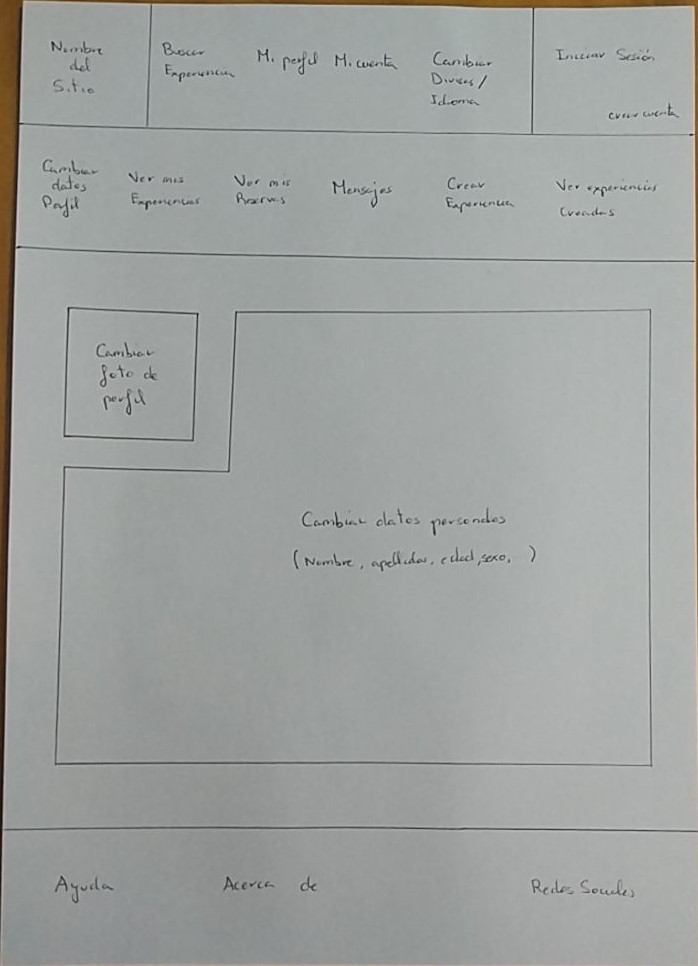 Nombre
del
Sitio
Buscar
Experiencia
Mi perfil
Mi cuenta
Cambiar
Divisas /
Idioma
Iniciar Sesión
crear cuenta
Cambiar
datos
Perfil
Ver mis
Experiencias
Ver mis
Reservas
Mensajes
Crear
Experiencia
Ver experiencias
Creadas
Cambiar
foto de
perfil
Cambiar datos personales
(Nombre, apellidos, edad, sexo, )
Ayuda
Acerca de
Redes Sociales